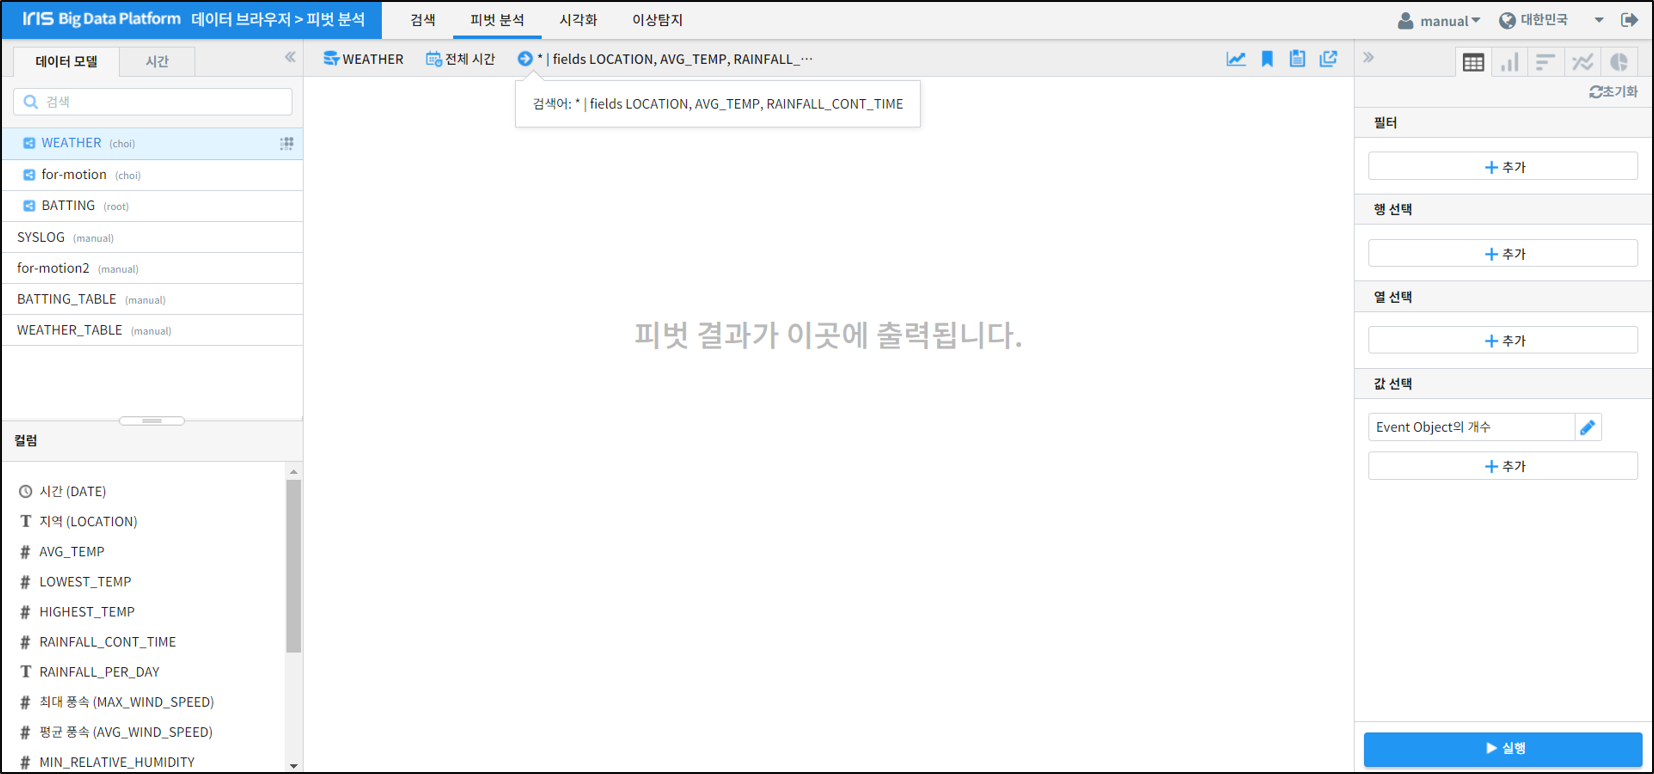 IRIS Big Data Platform 데이터 브라우저 > 피벗 분석
검색
피벗 분석
시각화
이상탐지
manual
대한민국
데이터 모델
시간
WEATHER
전체 시간
* | fields LOCATION, AVG_TEMP, RAINFALL_···
초기화
검색
검색어: * | fields LOCATION, AVG_TEMP, RAINFALL_CONT_TIME
WEATHER (choi)
for-motion (choi)
BATTING (root)
SYSLOG (manual)
for-motion2 (manual)
BATTING_TABLE (manual)
WEATHER_TABLE (manual)
컬럼
시간 (DATE)
지역 (LOCATION)
AVG_TEMP
LOWEST_TEMP
HIGHEST_TEMP
RAINFALL_CONT_TIME
RAINFALL_PER_DAY
최대 풍속 (MAX_WIND_SPEED)
평균 풍속 (AVG_WIND_SPEED)
MIN_RELATIVE_HUMIDITY
피벗 결과가 이곳에 출력됩니다.
필터
+ 추가
행 선택
+ 추가
열 선택
+ 추가
값 선택
Event Object의 개수
+ 추가
실행